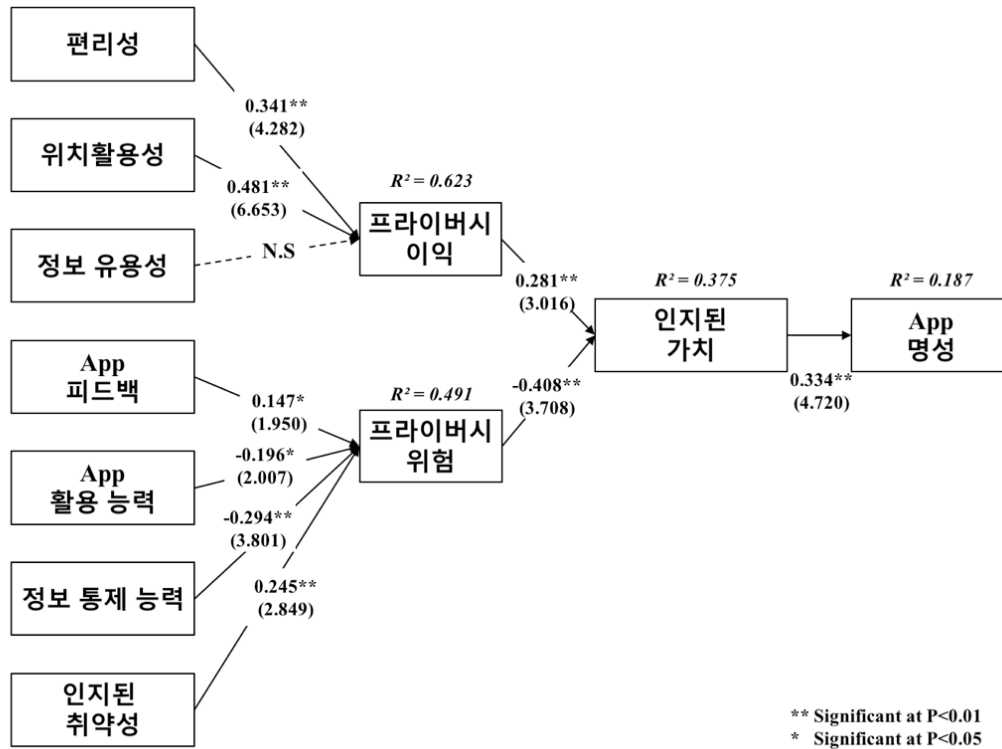 편리성
0.341**
(4.282)
위치활용성
0.481**
(6.653)
R² = 0.623
프라이버시
이익
정보 유용성
N.S
0.281**
(3.016)
R² = 0.375
인지된
가치
R² = 0.187
App
명성
0.334**
(4.720)
App
피드백
0.147*
(1.950)
-0.408**
(3.708)
R² = 0.491
프라이버시
위험
App
활용 능력
-0.196*
(2.007)
-0.294**
(3.801)
정보 통제 능력
0.245**
(2.849)
인지된
취약성
** Significant at P<0.01
* Significant at P<0.05